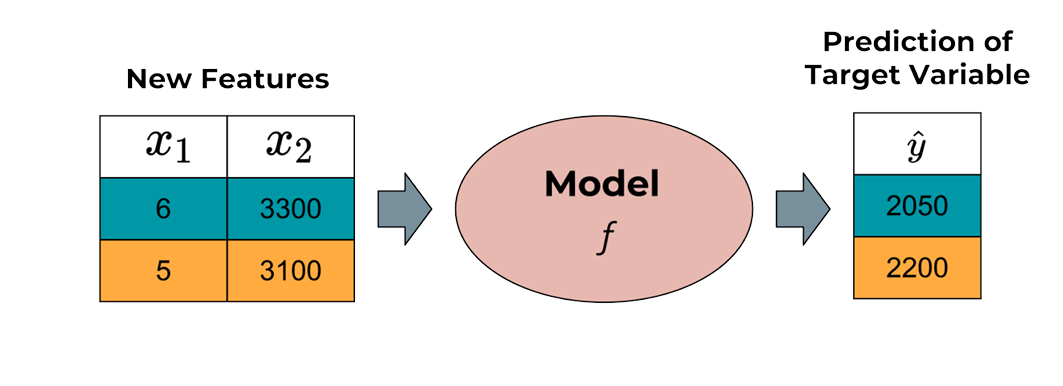 New Features
x₁ x₂
6 3300
5 3100
Model
f
Prediction of
Target Variable
ŷ
2050
2200